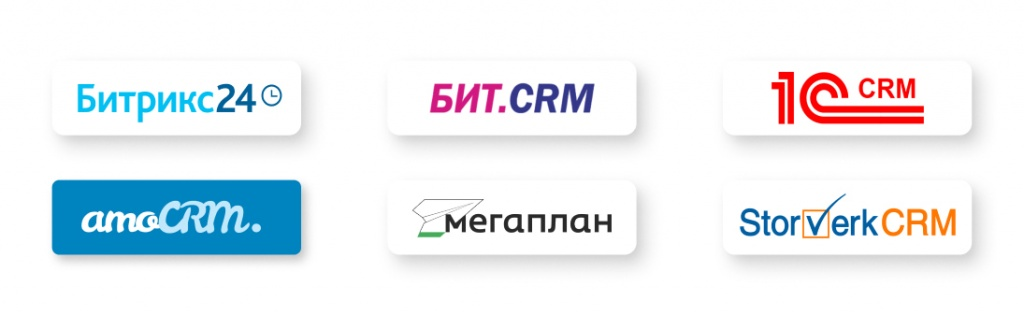 Битрикс24
БИТ.CRM
1С CRM
amoCRM.
мегаплан
StorVerkCRM